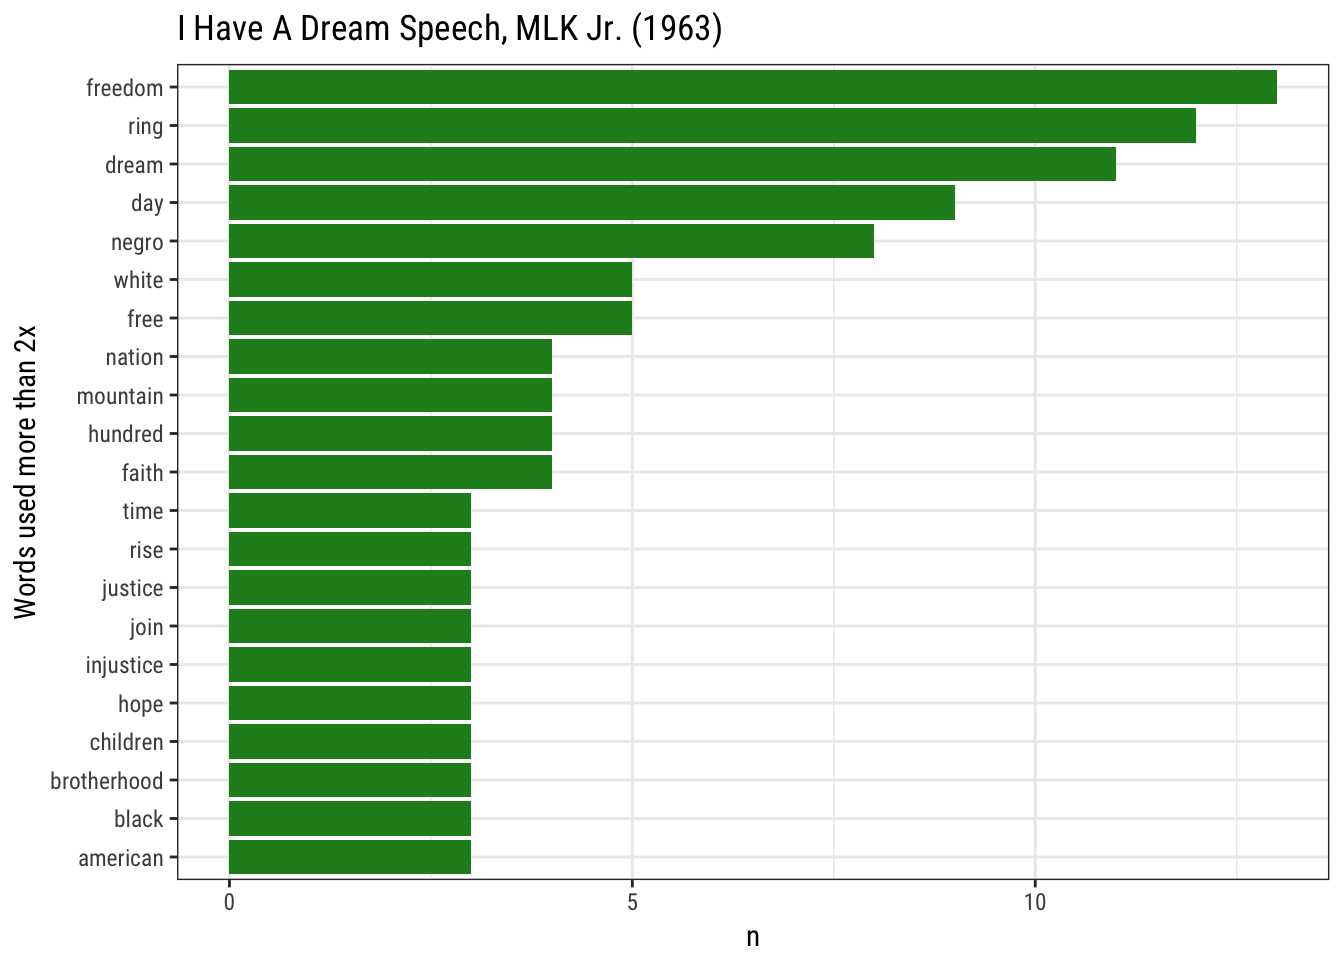 I Have A Dream Speech, MLK Jr. (1963)
Words used more than 2x
freedom
ring
dream
day
negro
white
free
nation
mountain
hundred
faith
time
rise
justice
join
injustice
hope
children
brotherhood
black
american
0 5 10
n